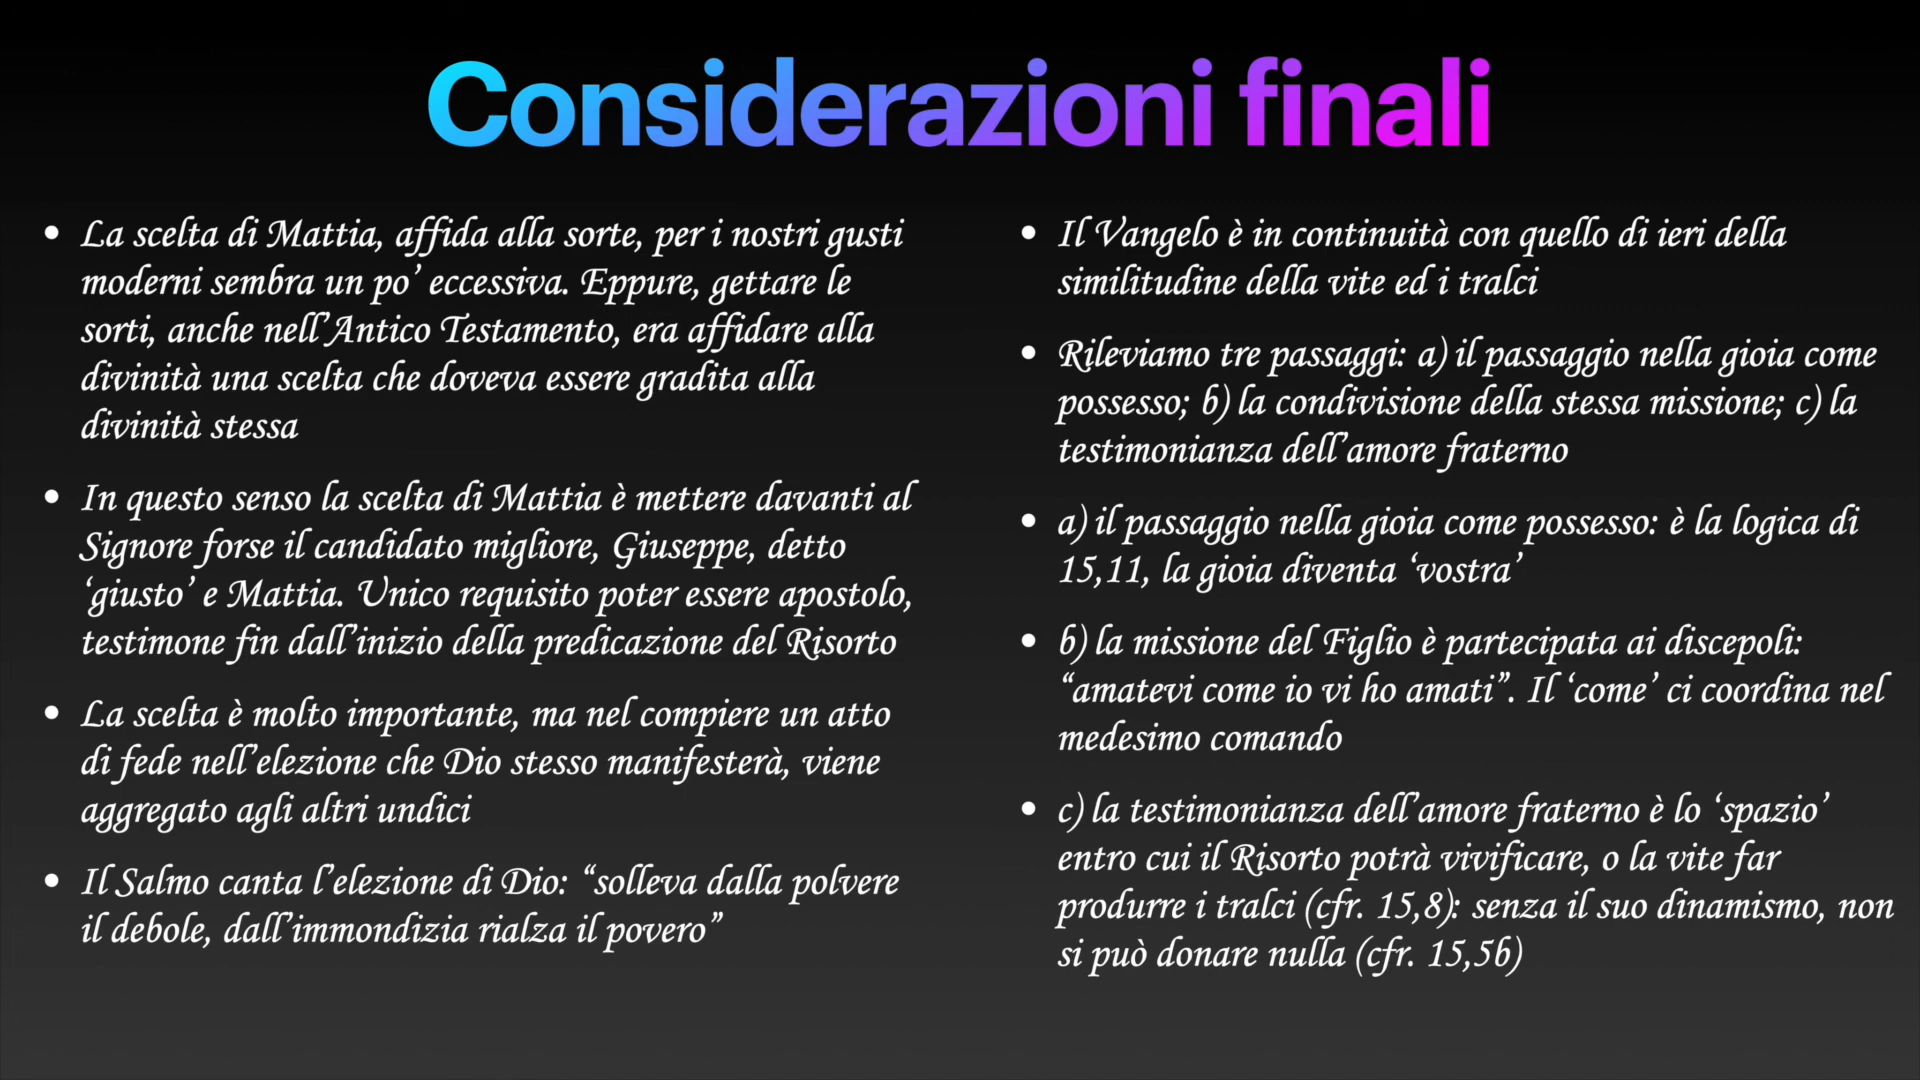 Considerazioni finali
• La scelta di Mattia, affida alla sorte, per i nostri gusti
moderni sembra un po’ eccessiva. Eppure, gettare le
sorti, anche nell’Antico Testamento, era affidare alla
divinità una scelta che doveva essere gradita alla
divinità stessa
• In questo senso la scelta di Mattia è mettere davanti al
Signore forse il candidato migliore, Giuseppe, detto
‘giusto’ e Mattia. Unico requisito poter essere apostolo,
testimone fin dall’inizio della predicazione del Risorto
• La scelta è molto importante, ma nel compiere un atto
di fede nell’elezione che Dio stesso manifesterà, viene
aggregato agli altri undici
• Il Salmo canta l’elezione di Dio: “solleva dalla polvere
il debole, dall’immondizia rialza il povero”
• Il Vangelo è in continuità con quello di ieri della
similitudine della vite ed i tralci
• Rileviamo tre passaggi: a) il passaggio nella gioia come
possesso; b) la condivisione della stessa missione; c) la
testimonianza dell’amore fraterno
• a) il passaggio nella gioia come possesso: è la logica di
15,11, la gioia diventa ‘vostra’
• b) la missione del Figlio è partecipata ai discepoli:
“amatevi come io vi ho amati”. Il ‘come’ ci coordina nel
medesimo comando
• c) la testimonianza dell’amore fraterno è lo ‘spazio’
entro cui il Risorto potrà vivificare, o la vite far
produrre i tralci (cfr. 15,8): senza il suo dinamismo, non
si può donare nulla (cfr. 15,5b)